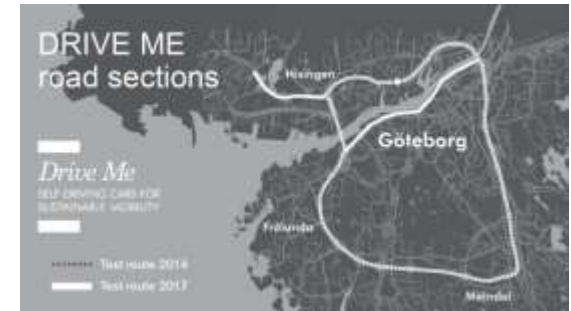 DRIVE ME
road sections
Hisingen
Göteborg
Drive Me
SELF DRIVING CARS FOR
SUSTAINABLE MOBILITY
Frölunda
Test route 2014
Test route 2017
Mölndal